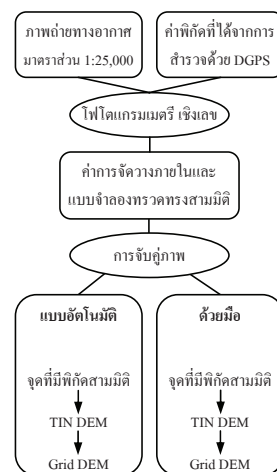 ภาพถ่ายทางอากาศ
มาตราส่วน 1:25,000
ค่าพิกัดที่ได้จากการ
สำรวจด้วย DGPS
โฟโตแกรมเมตรี เชิงเลข
ค่าการจัดวางภายในและ
แบบจำลองทรวดทรงสามมิติ
การจับคู่ภาพ
แบบอัตโนมัติ
จุดที่มีพิกัดสามมิติ
TIN DEM
Grid DEM
ด้วยมือ
จุดที่มีพิกัดสามมิติ
TIN DEM
Grid DEM